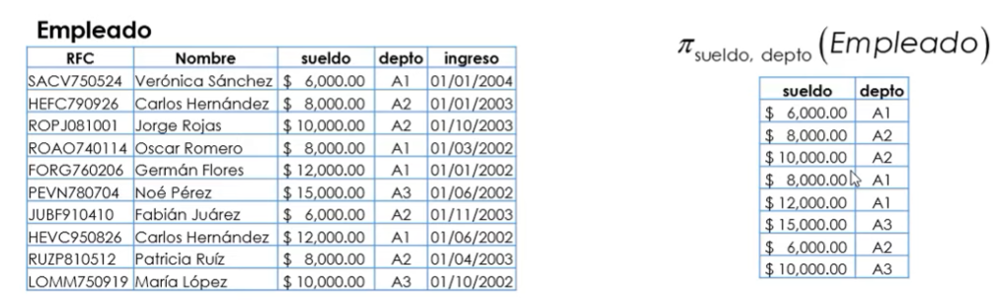 Empleado
RFC Nombre sueldo depto ingreso
SACV750524 Verónica Sánchez $ 6,000.00 A1 01/01/2004
HEFC790926 Carlos Hernández $ 8,000.00 A2 01/01/2003
ROPJ081001 Jorge Rojas $ 10,000.00 A2 01/10/2003
ROAO740114 Oscar Romero $ 8,000.00 A1 01/03/2002
FORG760206 Germán Flores $ 12,000.00 A1 01/01/2002
PEVN780704 Noé Pérez $ 15,000.00 A3 01/06/2002
JUBF910410 Fabián Juárez $ 6,000.00 A2 01/11/2003
HEVC950826 Carlos Hernández $ 12,000.00 A1 01/06/2002
RUZP810512 Patricia Ruíz $ 8,000.00 A2 01/04/2003
LOMM750919 María López $ 10,000.00 A3 01/10/2002
π sueldo, depto (Empleado)
sueldo depto
$ 6,000.00 A1
$ 8,000.00 A2
$ 10,000.00 A2
$ 8,000.00 A1
$ 12,000.00 A1
$ 15,000.00 A3
$ 6,000.00 A2
$ 10,000.00 A3